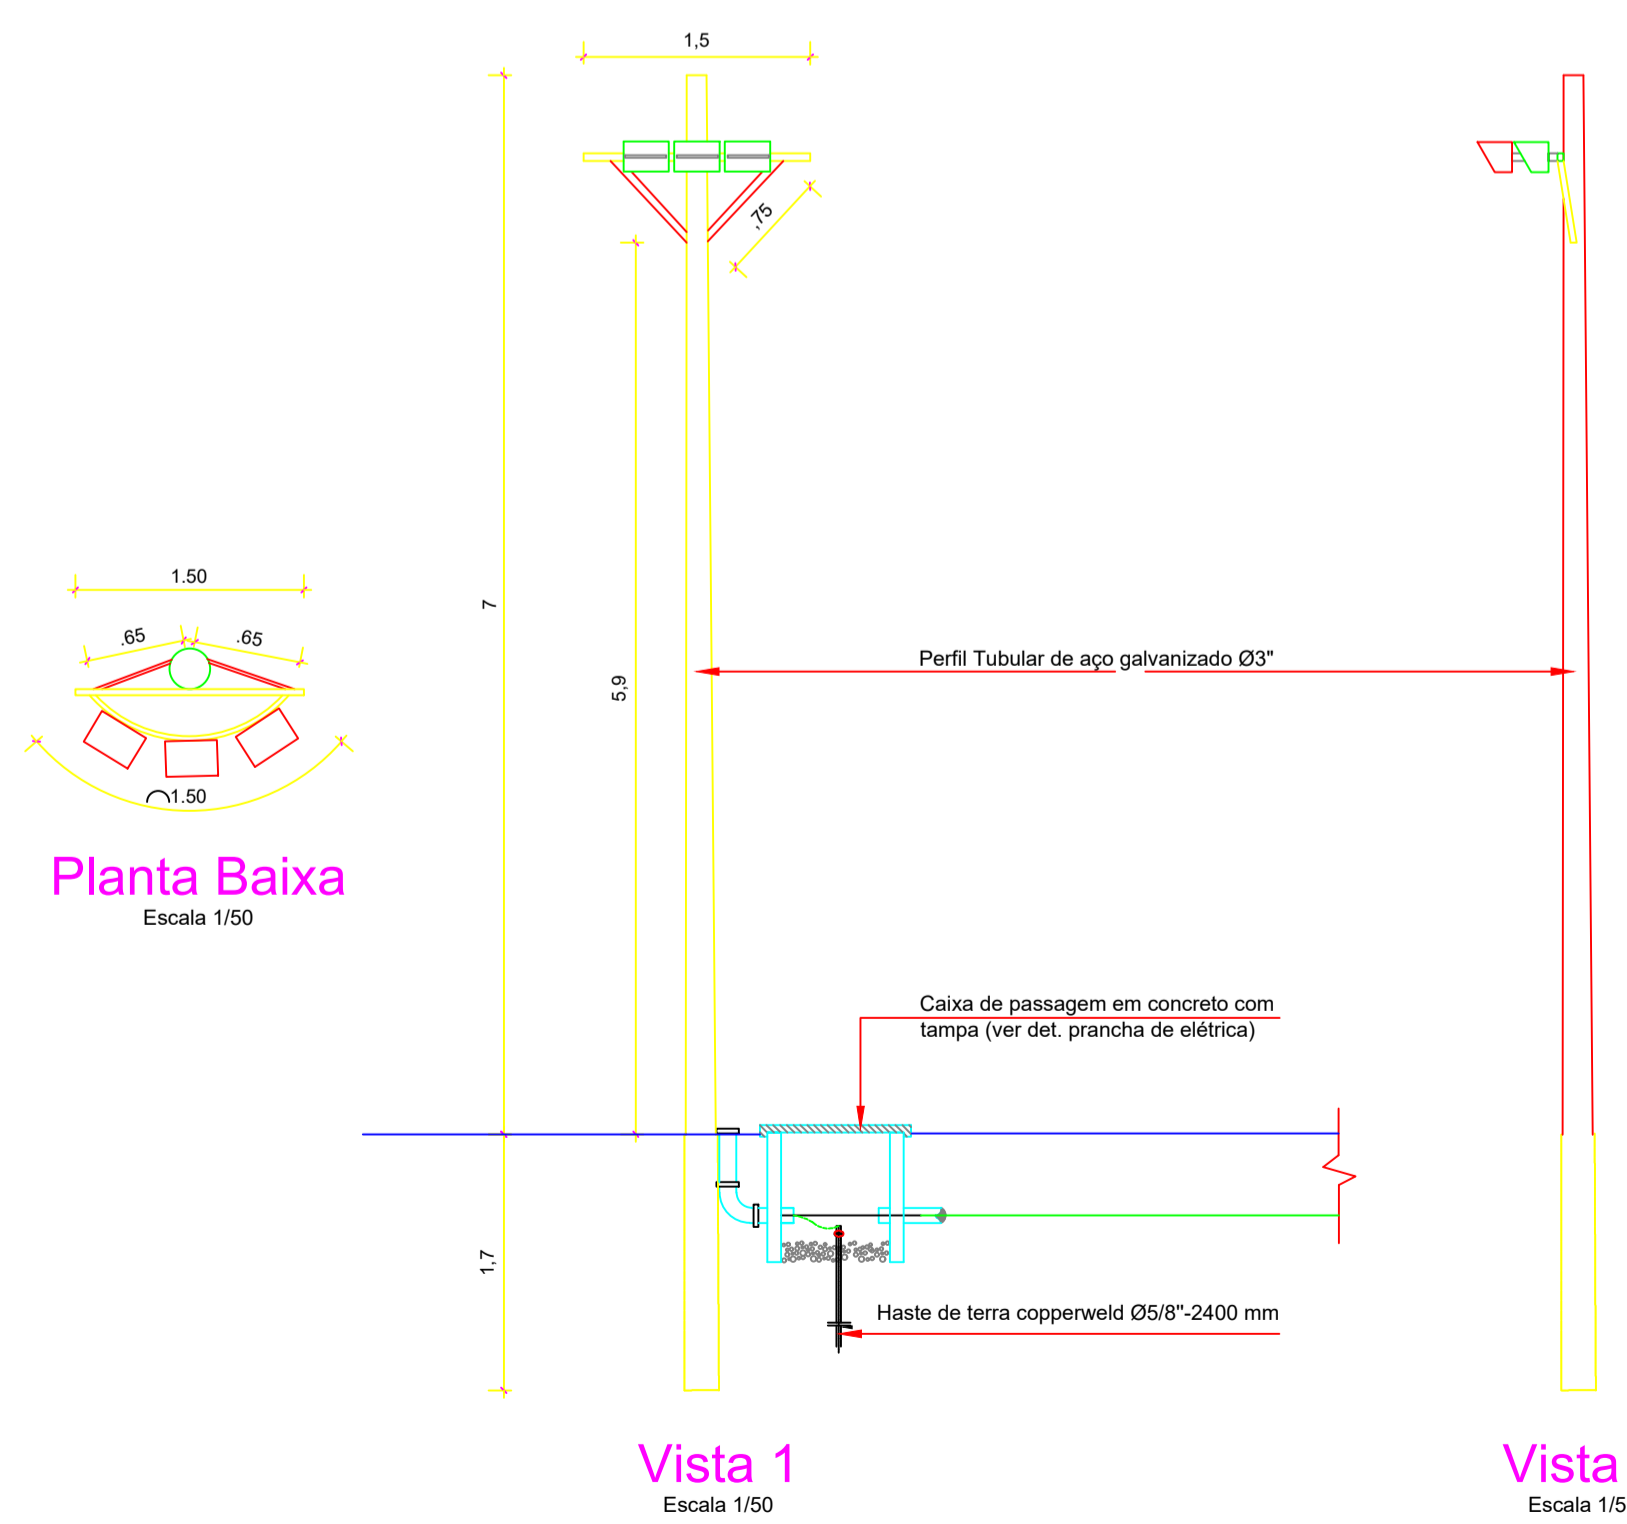 1,5
,75
7
5,9
1.50
.65
.65
1.50
Planta Baixa
Escala 1/50
Perfil Tubular de aço galvanizado Ø3"
Caixa de passagem em concreto com
tampa (ver det. prancha de elétrica)
1,7
Haste de terra copperweld Ø5/8"-2400 mm
Vista 1
Escala 1/50
Vista
Escala 1/5